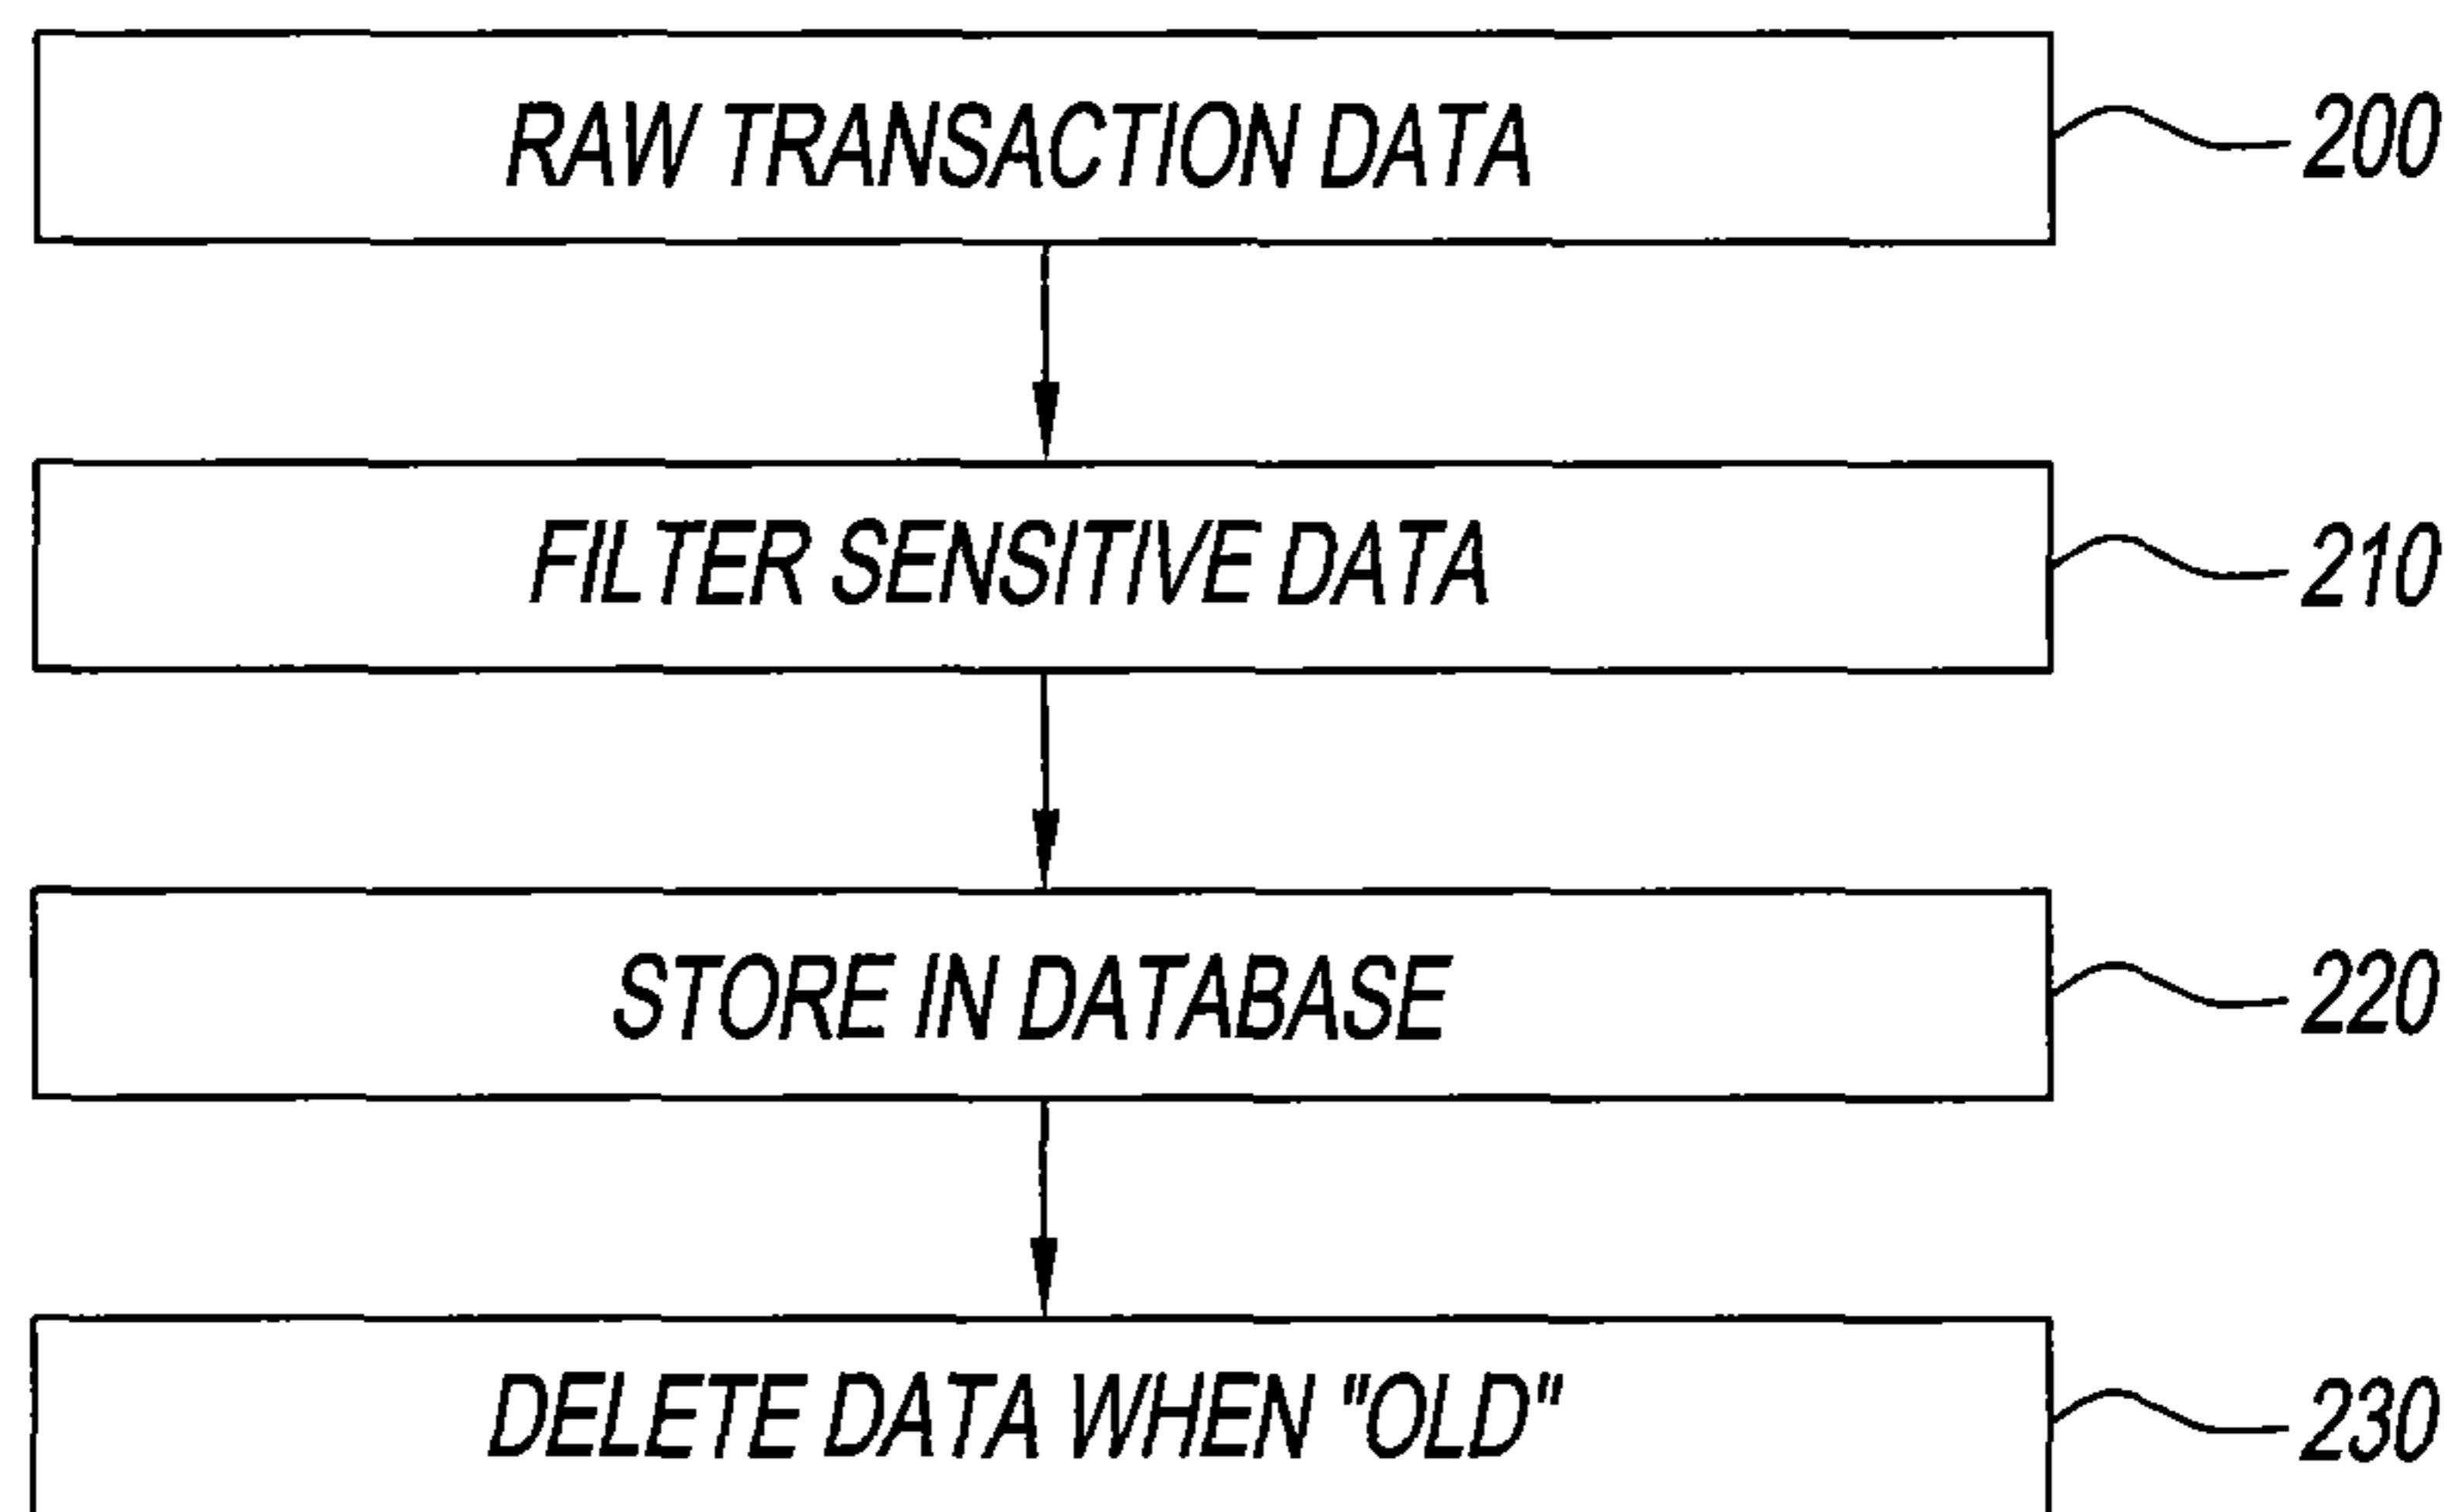 RAW TRANSACTION DATA
200
FILTER SENSITIVE DATA
210
STORE IN DATABASE
220
DELETE DATA WHEN "OLD"
230